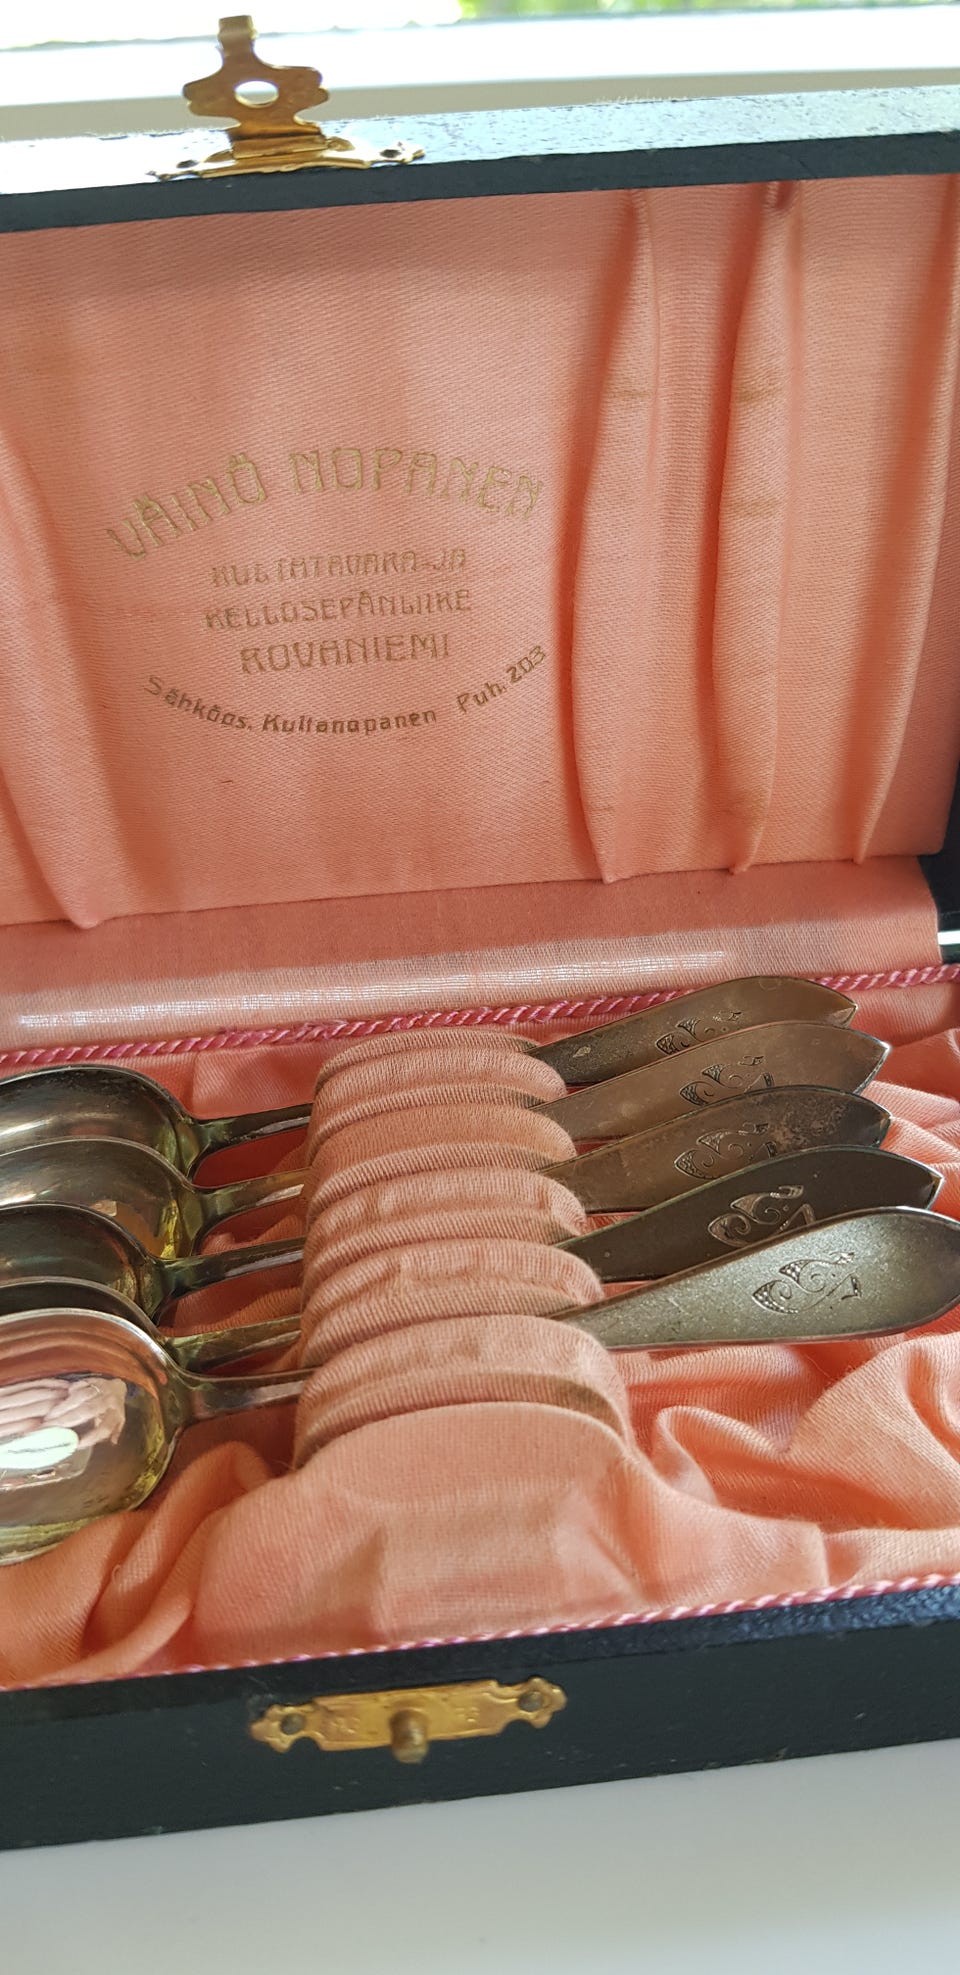 VÄINÖ NOPANEN
KULTATAVARA-JA
KELLOSEPÄNLIIKE
ROVANIEMI
Sähköos. Kultanopanen Puh. 203